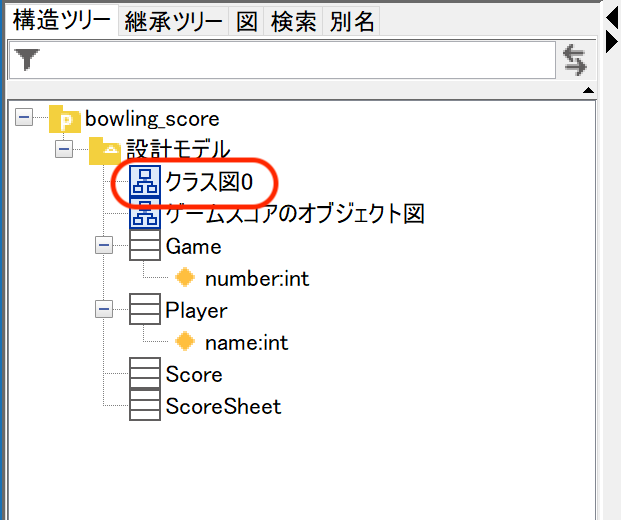 構造ツリー 継承ツリー 図 検索 別名
bowling_score
設計モデル
クラス図0
ゲームスコアのオブジェクト図
Game
number:int
Player
name:int
Score
ScoreSheet